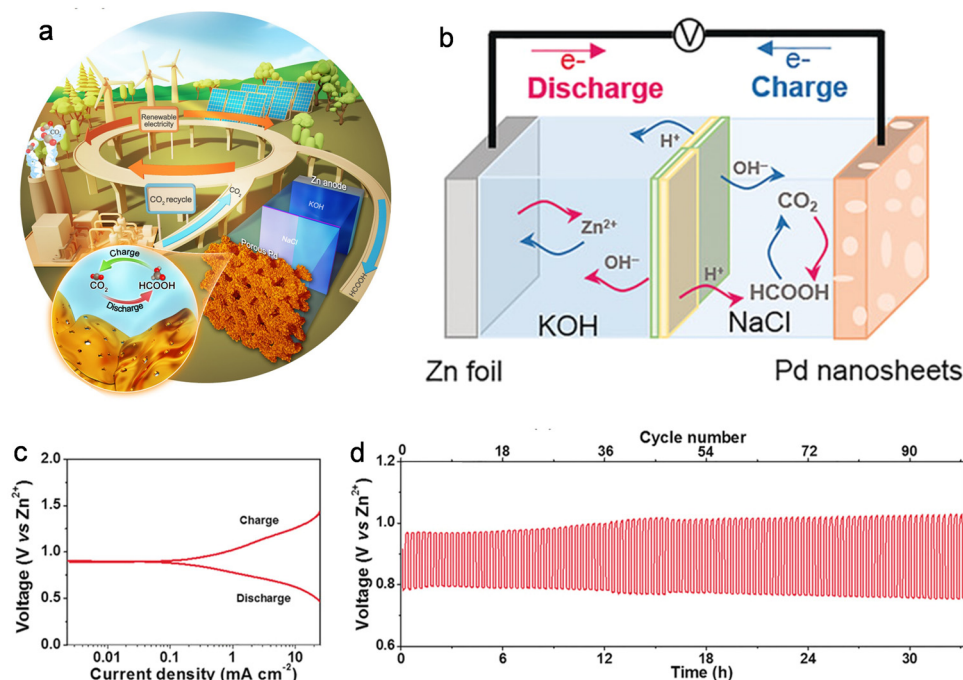 a
CO₂
Renewable
electricity
CO₂ recycle
CO₂
Zn anode
KOH
NaCl
Porous Pd
HCOOH
Charge
CO₂
HCOOH
Discharge
b
V
e-
Discharge
e-
Charge
H⁺
OH⁻
Zn²⁺
CO₂
OH⁻
H⁺
HCOOH
KOH
NaCl
Zn foil
Pd nanosheets
c
Voltage (V vs Zn²⁺)
2.0
1.5
1.0
0.5
0.0
Charge
Discharge
0.01
0.1
1
10
Current density (mA cm⁻²)
d
Cycle number
0
18
36
54
72
90
Voltage (V vs Zn²⁺)
1.2
1.0
0.8
0.6
0
6
12
18
24
30
Time (h)